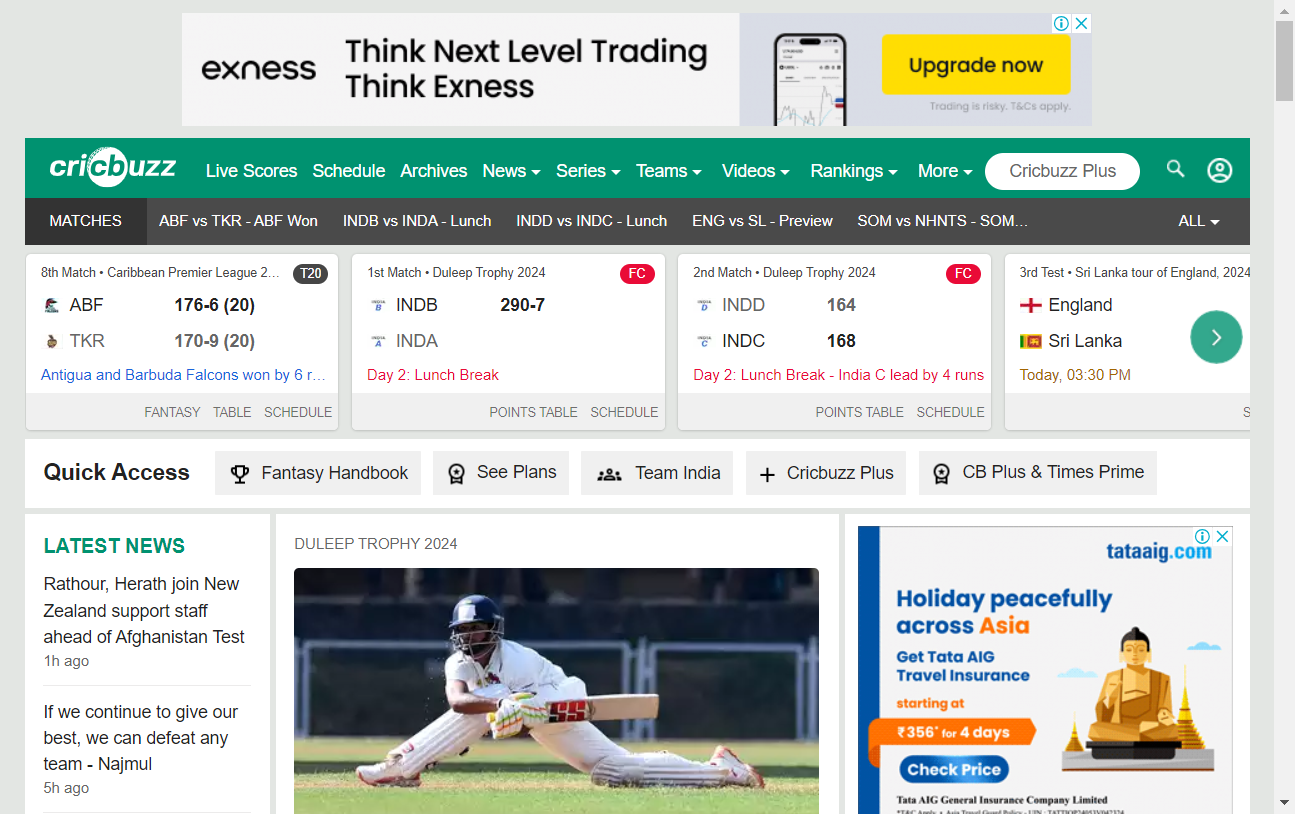 exness
Think Next Level Trading
Think Exness
Upgrade now
Trading is risky. T&Cs apply.
cricbuzz
Live Scores Schedule Archives News Series Teams Videos Rankings More Cricbuzz Plus
MATCHES ABF vs TKR - ABF Won INDB vs INDA - Lunch INDD vs INDC - Lunch ENG vs SL - Preview SOM vs NHNTS - SOM… ALL
8th Match • Caribbean Premier League 2… T20
ABF 176-6 (20)
TKR 170-9 (20)
Antigua and Barbuda Falcons won by 6 r…
FANTASY TABLE SCHEDULE
1st Match • Duleep Trophy 2024 FC
INDB 290-7
INDA
Day 2: Lunch Break
POINTS TABLE SCHEDULE
2nd Match • Duleep Trophy 2024 FC
INDD 164
INDC 168
Day 2: Lunch Break - India C lead by 4 runs
POINTS TABLE SCHEDULE
3rd Test • Sri Lanka tour of England, 2024
England
Sri Lanka
Today, 03:30 PM
S
Quick Access Fantasy Handbook See Plans Team India Cricbuzz Plus CB Plus & Times Prime
LATEST NEWS
Rathour, Herath join New
Zealand support staff
ahead of Afghanistan Test
1h ago
If we continue to give our
best, we can defeat any
team - Najmul
5h ago
DULEEP TROPHY 2024
SS
tataaig.com
Holiday peacefully
across Asia
Get Tata AIG
Travel Insurance
starting at
₹356* for 4 days
Check Price
Tata AIG General Insurance Company Limited